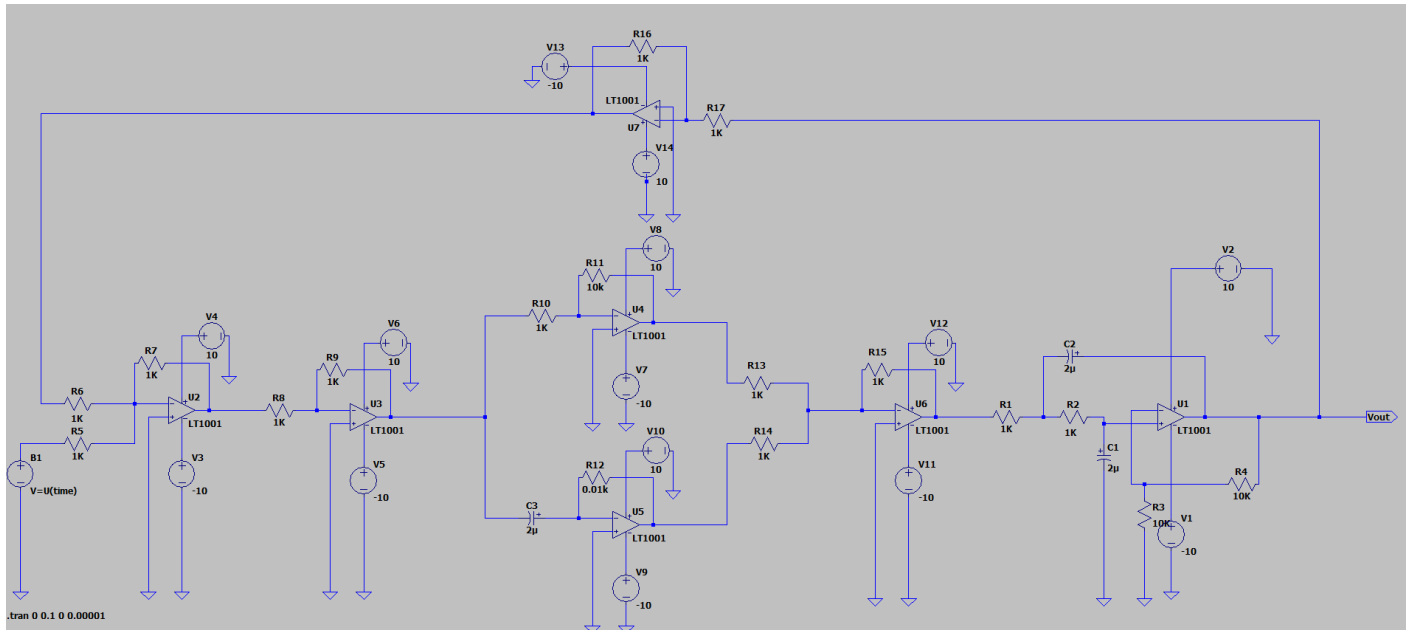 R16
1K
V13
-10
LT1001
U7
R17
1K
V14
10
V8
10
R11
10k
R10
1K
U4
LT1001
V7
-10
V2
10
V4
10
R7
1K
V6
10
R9
1K
R6
1K
R5
1K
U2
LT1001
R8
1K
U3
LT1001
B1
V=U(time)
V3
-10
V5
-10
V10
10
R12
0.01k
C3
2µ
U5
LT1001
V9
-10
R13
1K
R14
1K
V12
10
R15
1K
U6
LT1001
V11
-10
R1
1K
C2
2µ
R2
1K
C1
2µ
U1
LT1001
Vout
R4
10K
R3
10K
V1
-10
.tran 0 0.1 0 0.00001